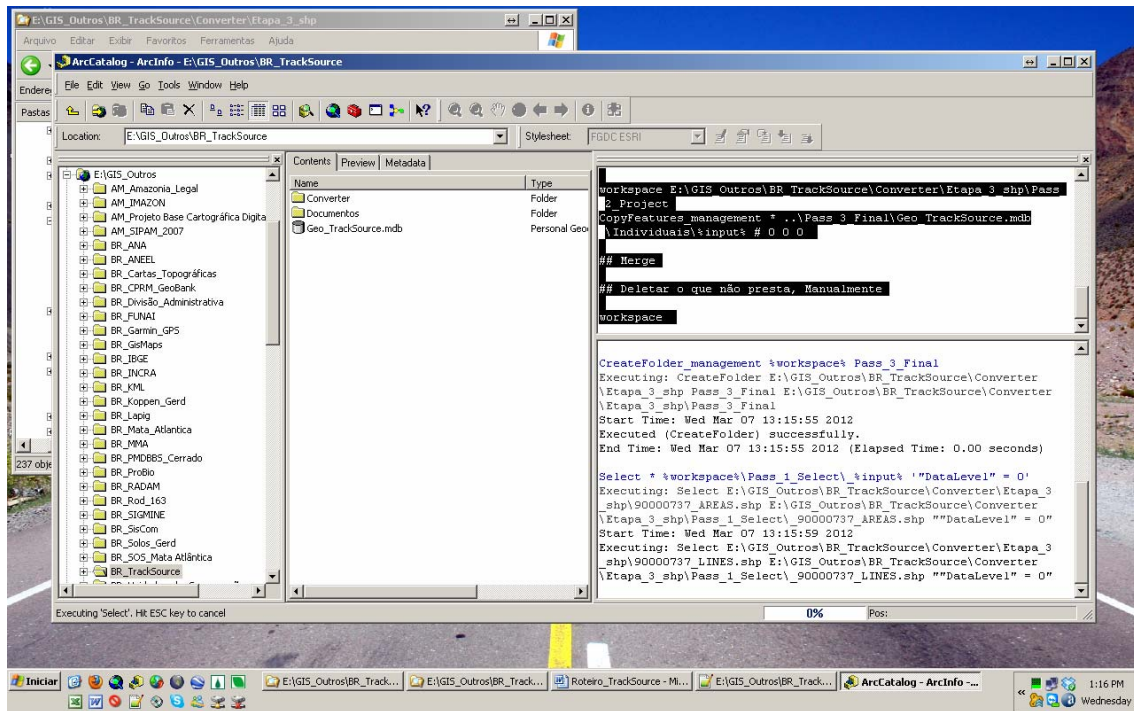 E:\GIS_Outros\BR_TrackSource\Converter\Etapa_3_shp
Arquivo Editar Exibir Favoritos Ferramentas Ajuda
ArcCatalog - ArcInfo - E:\GIS_Outros\BR_TrackSource
Endere
File Edit View Go Tools Window Help
Pastas
Location: E:\GIS_Outros\BR_TrackSource
Stylesheet: FGDC ESRI
E:\GIS_Outros
AM_Amazonia_Legal
AM_IMAZON
AM_Projeto Base Cartográfica Digita
AM_SIPAM_2007
BR_ANA
BR_ANEEL
BR_Cartas_Topográficas
BR_CPRM_GeoBank
BR_Divisão_Administrativa
BR_FUNAI
BR_Garmin_GPS
BR_GisMaps
BR_IBGE
BR_INCRA
BR_KML
BR_Koppen_Gerd
BR_Lapig
BR_Mata_Atlantica
BR_MMA
BR_PMDBBS_Cerrado
BR_ProBio
BR_RADAM
BR_Rod_163
BR_SIGMINE
BR_SisCom
BR_Solos_Gerd
BR_SOS_Mata Atlântica
BR_TrackSource
237 obje
Contents Preview Metadata
Name Type
Converter Folder
Documentos Folder
Geo_TrackSource.mdb Personal Geo
workspace E:\GIS_Outros\BR_TrackSource\Converter\Etapa_3_shp\Pass
_2_Project
CopyFeatures_management * ..\Pass_3_Final\Geo_TrackSource.mdb
\Individuais\%input% # 0 0 0
## Merge
## Deletar o que não presta, Manualmente
workspace
CreateFolder_management %workspace% Pass_3_Final
Executing: CreateFolder E:\GIS_Outros\BR_TrackSource\Converter
\Etapa_3_shp Pass_3_Final E:\GIS_Outros\BR_TrackSource\Converter
\Etapa_3_shp\Pass_3_Final
Start Time: Wed Mar 07 13:15:55 2012
Executed (CreateFolder) successfully.
End Time: Wed Mar 07 13:15:55 2012 (Elapsed Time: 0.00 seconds)
Select * %workspace%\Pass_1_Select\_%input% '"DataLevel" = 0'
Executing: Select E:\GIS_Outros\BR_TrackSource\Converter\Etapa_3
_shp\90000737_AREAS.shp E:\GIS_Outros\BR_TrackSource\Converter
\Etapa_3_shp\Pass_1_Select\_90000737_AREAS.shp ""DataLevel" = 0"
Start Time: Wed Mar 07 13:15:59 2012
Executing: Select E:\GIS_Outros\BR_TrackSource\Converter\Etapa_3
_shp\90000737_LINES.shp E:\GIS_Outros\BR_TrackSource\Converter
\Etapa_3_shp\Pass_1_Select\_90000737_LINES.shp ""DataLevel" = 0"
Executing 'Select'. Hit ESC key to cancel
0% Pos:
Iniciar
E:\GIS_Outros\BR_Track...
E:\GIS_Outros\BR_Track...
Roteiro_TrackSource - Mi...
E:\GIS_Outros\BR_Track...
ArcCatalog - ArcInfo -...
1:16 PM
Wednesday